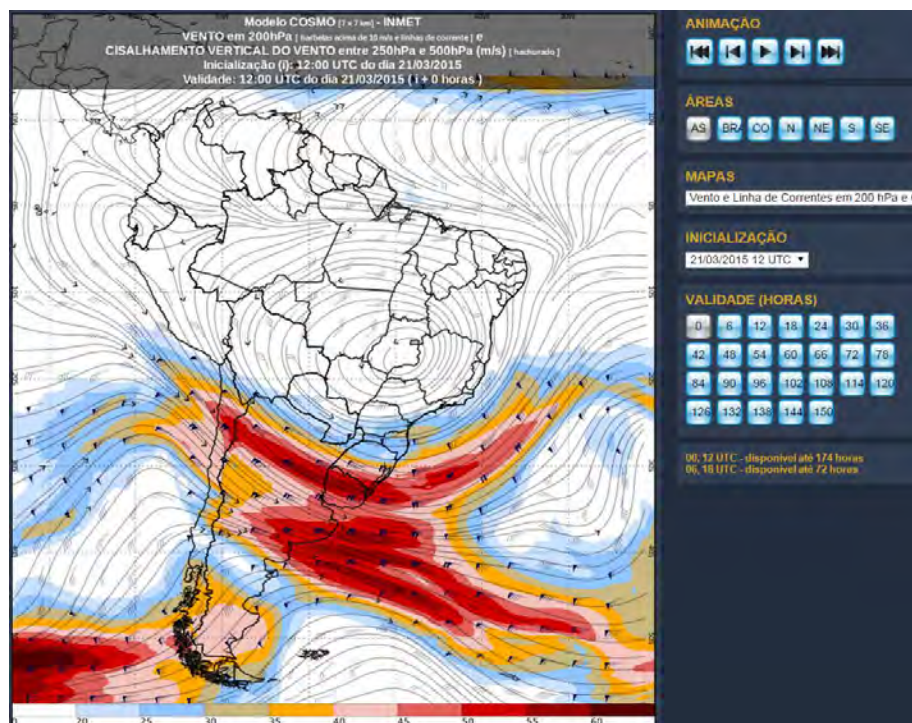 Modelo COSMO [7 x 7 km] - INMET
VENTO em 200hPa [ barbelas acima de 10 m/s e linhas de corrente ] e
CISALHAMENTO VERTICAL DO VENTO entre 250hPa e 500hPa (m/s) [ hachurado ]
Inicialização (i): 12:00 UTC do dia 21/03/2015
Validade: 12:00 UTC do dia 21/03/2015 ( i + 0 horas )
20 25 30 35 40 45 50 55 60
ANIMAÇÃO
ÁREAS
AS BRA CO N NE S SE
MAPAS
Vento e Linha de Correntes em 200 hPa e
INICIALIZAÇÃO
21/03/2015 12 UTC
VALIDADE (HORAS)
0 6 12 18 24 30 36
42 48 54 60 66 72 78
84 90 96 102 108 114 120
126 132 138 144 150
00, 12 UTC - disponível até 174 horas
06, 18 UTC - disponível até 72 horas